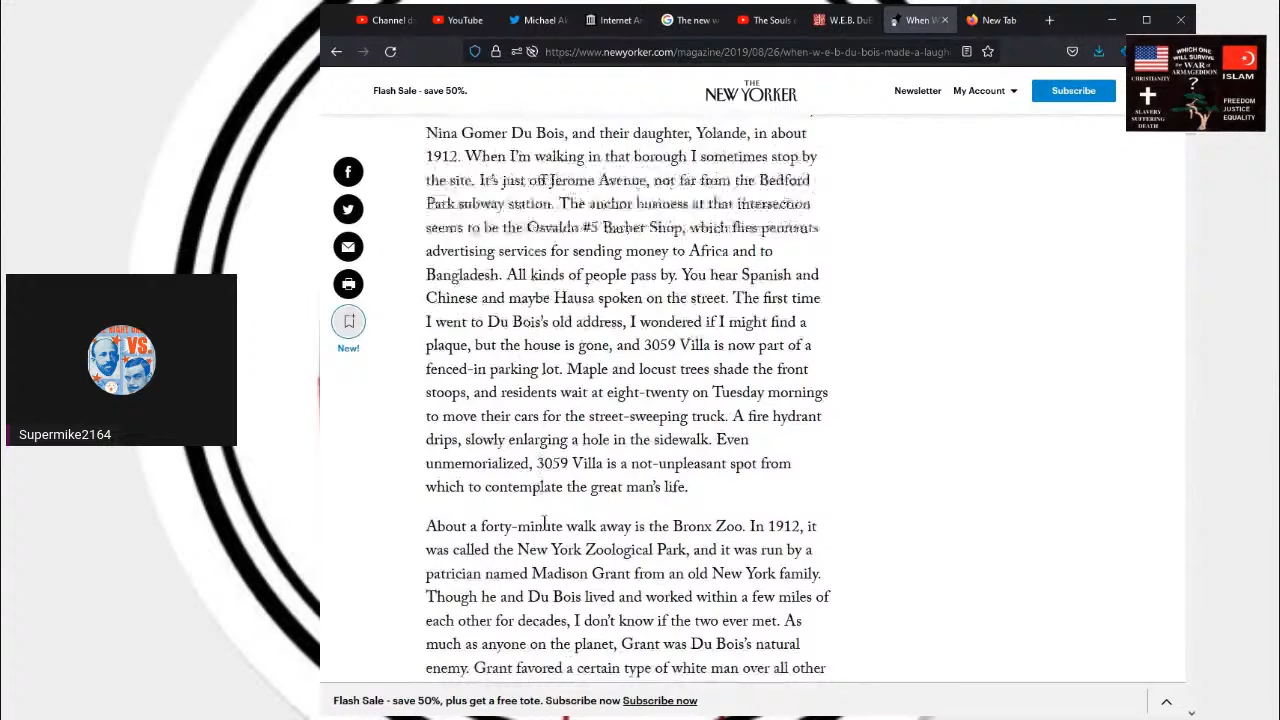 Channel d
YouTube
Michael Ak
Internet Ar
The new w
The Souls
W.E.B. DuB
When W
New Tab
https://www.newyorker.com/magazine/2019/08/26/when-w-e-b-du-bois-made-a-laugh
Flash Sale - save 50%.
THE
NEW YORKER
Newsletter
My Account
Subscribe
WHICH ONE
WILL SURVIVE
the WAR of
ARMAGEDDON
?
CHRISTIANITY
SLAVERY
SUFFERING
DEATH
ISLAM
FREEDOM
JUSTICE
EQUALITY
Nina Gomer Du Bois, and their daughter, Yolande, in about
1912. When I'm walking in that borough I sometimes stop by
the site. It's just off Jerome Avenue, not far from the Bedford
Park subway station. The anchor business at that intersection
seems to be the Osvaldo #5 Barber Shop, which flies pennants
advertising services for sending money to Africa and to
Bangladesh. All kinds of people pass by. You hear Spanish and
Chinese and maybe Hausa spoken on the street. The first time
I went to Du Bois's old address, I wondered if I might find a
plaque, but the house is gone, and 3059 Villa is now part of a
fenced-in parking lot. Maple and locust trees shade the front
stoops, and residents wait at eight-twenty on Tuesday mornings
to move their cars for the street-sweeping truck. A fire hydrant
drips, slowly enlarging a hole in the sidewalk. Even
unmemorialized, 3059 Villa is a not-unpleasant spot from
which to contemplate the great man's life.
About a forty-minute walk away is the Bronx Zoo. In 1912, it
was called the New York Zoological Park, and it was run by a
patrician named Madison Grant from an old New York family.
Though he and Du Bois lived and worked within a few miles of
each other for decades, I don't know if the two ever met. As
much as anyone on the planet, Grant was Du Bois's natural
enemy. Grant favored a certain type of white man over all other
New!
VS.
Supermike2164
Flash Sale - save 50%, plus get a free tote. Subscribe now Subscribe now